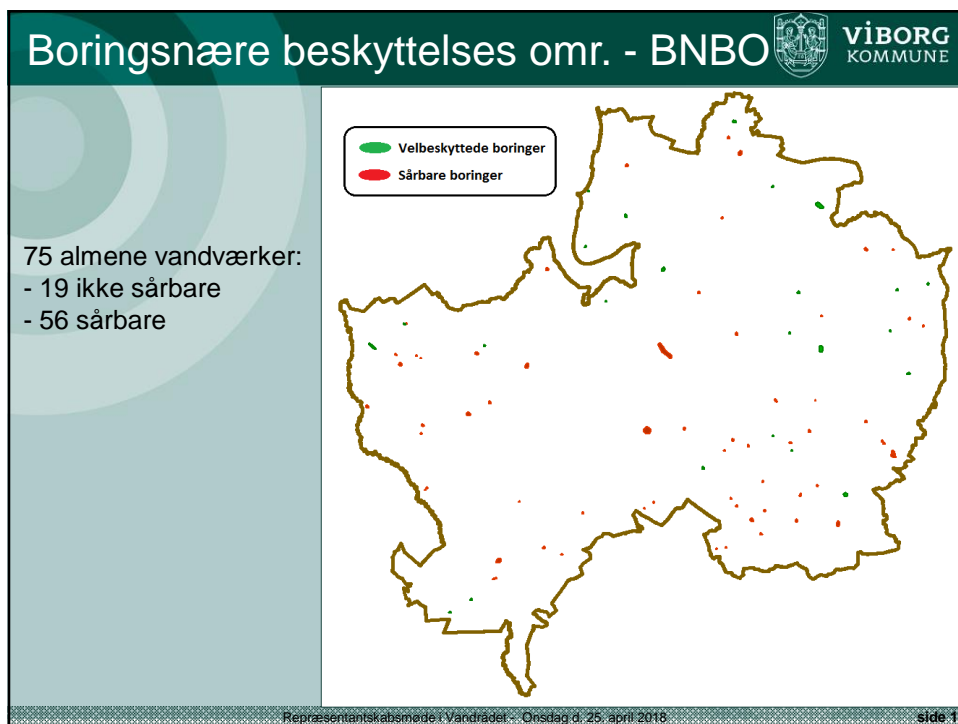 Boringsnære beskyttelses omr. - BNBO
VIBORG
KOMMUNE
Velbeskyttede boringer
Sårbare boringer
75 almene vandværker:
- 19 ikke sårbare
- 56 sårbare
Repræsentantskabsmøde i Vandrådet - Onsdag d. 25. april 2018
side 1